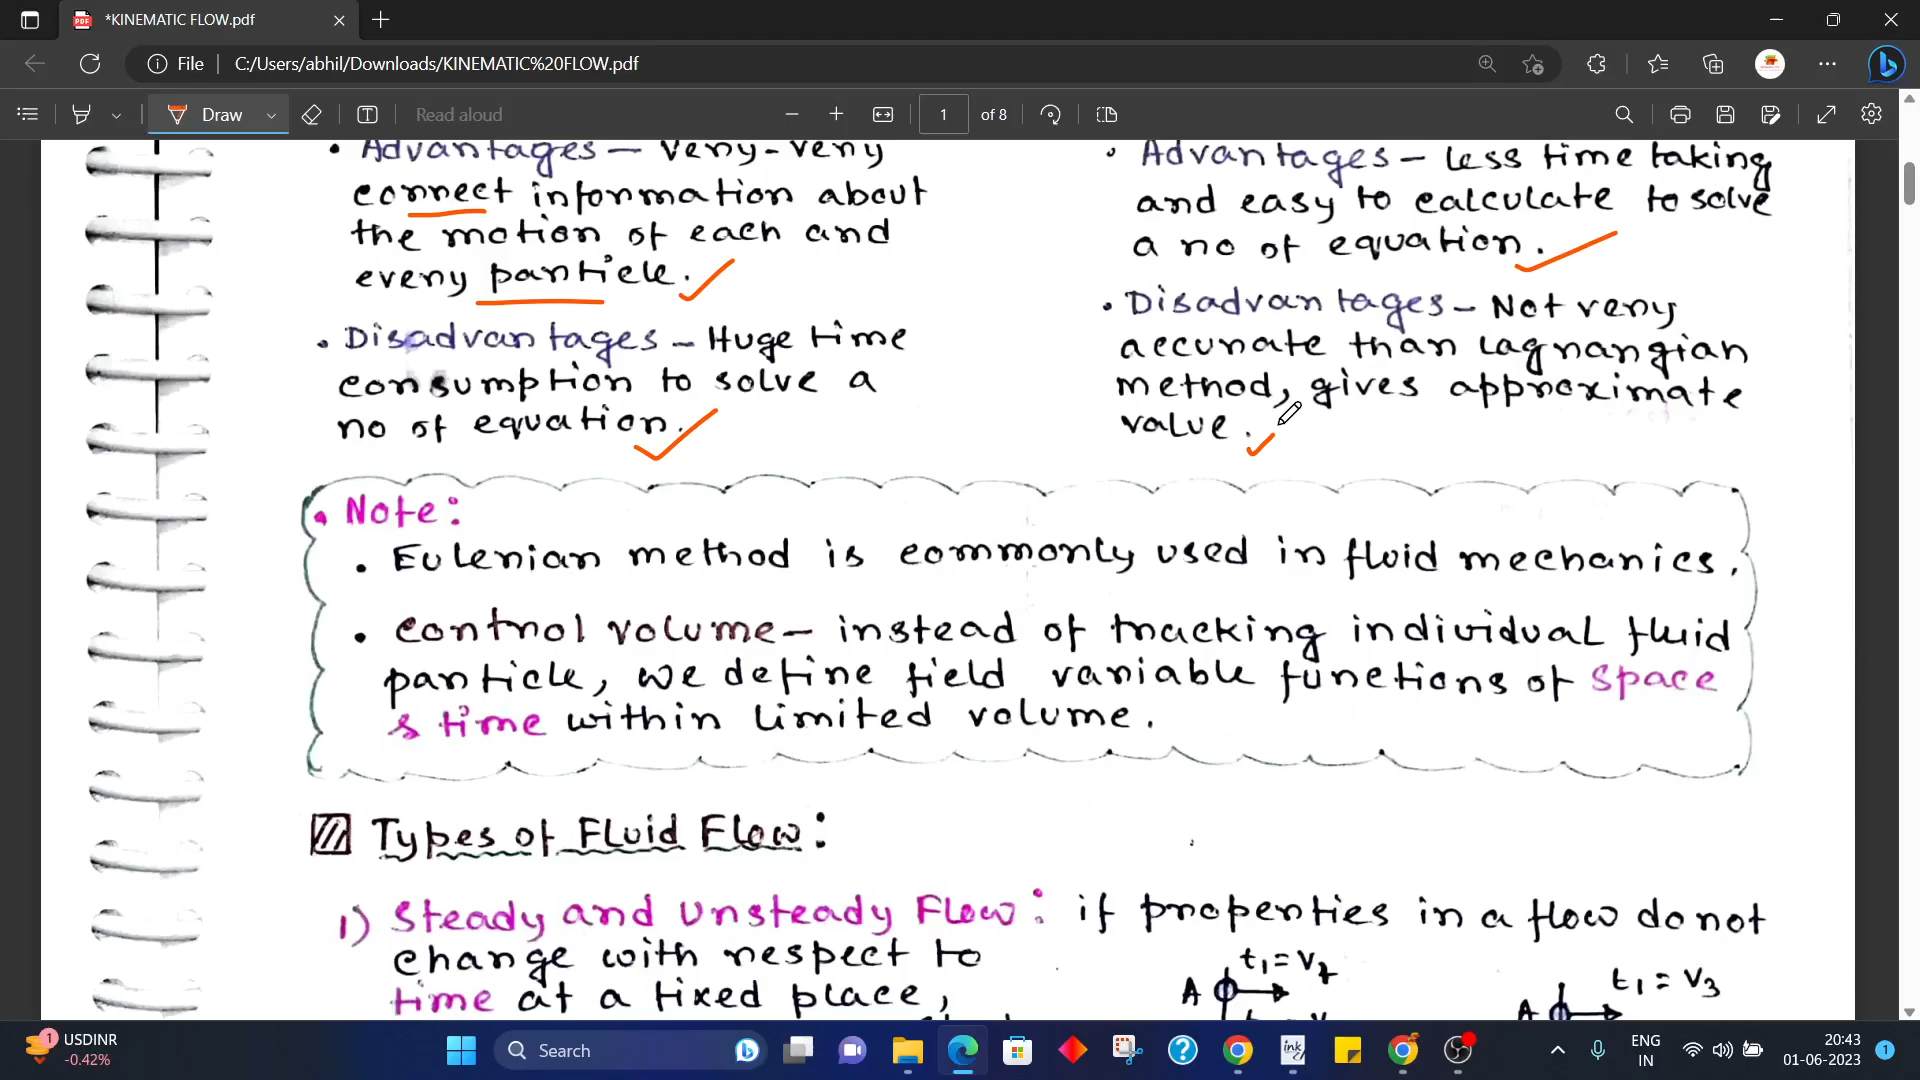 *KINEMATIC FLOW.pdf
File
C:/Users/abhil/Downloads/KINEMATIC%20FLOW.pdf
Draw
Read aloud
1 of 8
• Advantages – Very-Very
correct information about
the motion of each and
every particle.
• Disadvantages – Huge time
consumption to solve a
no of equation.
• Advantages – Less time taking
and easy to calculate to solve
a no of equation.
• Disadvantages – Not very
accurate than Lagrangian
method, gives approximate
value.
• Note:
• Eulerian method is commonly used in fluid mechanics.
• control volume – instead of tracking individual fluid
particle, we define field variable functions of space
& time within limited volume.
Types of Fluid Flow:
1) Steady and Unsteady Flow: if properties in a flow do not
change with respect to
time at a fixed place,
A
t₁ = V₃
A
USDINR
-0.42%
Search
ink
ENG
IN
20:43
01-06-2023
1